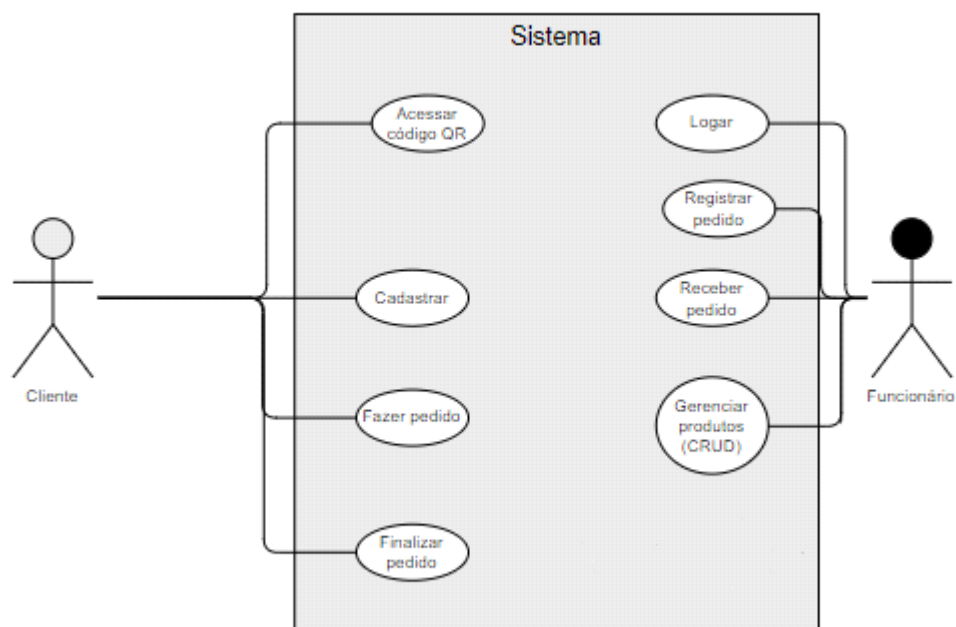 Sistema
Acessar
código QR
Logar
Registrar
pedido
Cadastrar
Receber
pedido
Cliente
Funcionário
Fazer pedido
Gerenciar
produtos
(CRUD)
Finalizar
pedido